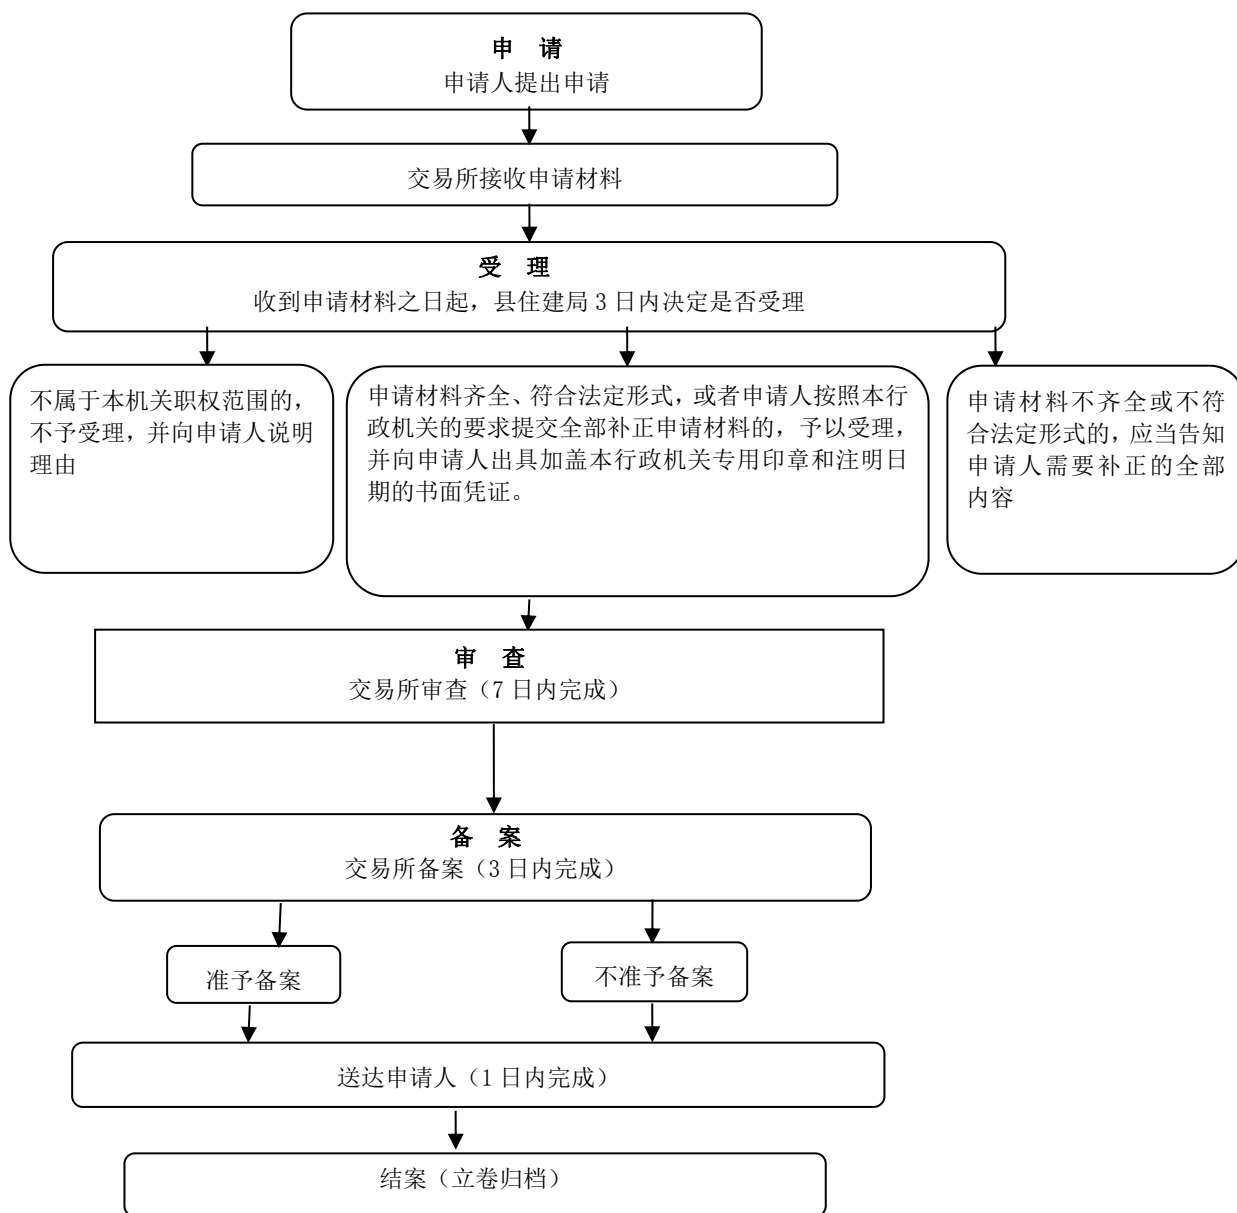 申 请
申请人提出申请
交易所接收申请材料
受 理
收到申请材料之日起，县住建局 3 日内决定是否受理
不属于本机关职权范围的，
不予受理，并向申请人说明
理由
申请材料齐全、符合法定形式，或者申请人按照本行
政机关的要求提交全部补正申请材料的，予以受理，
并向申请人出具加盖本行政机关专用印章和注明日
期的书面凭证。
申请材料不齐全或不符
合法定形式的，应当告知
申请人需要补正的全部
内容
审 查
交易所审查（7 日内完成）
备 案
交易所备案（3 日内完成）
准予备案
不准予备案
送达申请人（1 日内完成）
结案（立卷归档）